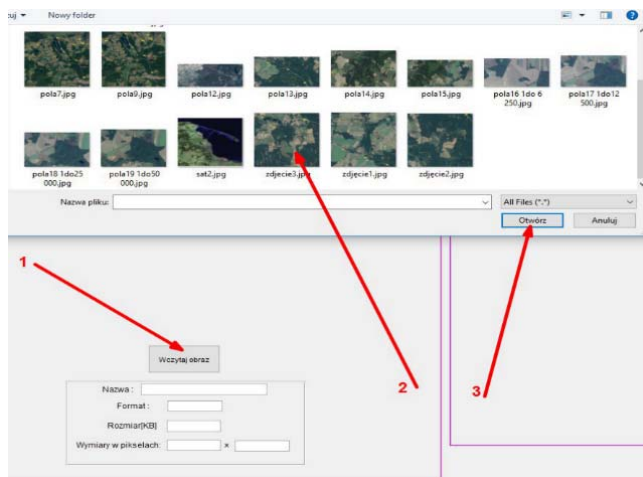 Nowy folder
pola7.jpg
pola9.jpg
pola12.jpg
pola13.jpg
pola14.jpg
pola15.jpg
pola16 1do 6
250.jpg
pola17 1do12
500.jpg
pola18 1do25
000.jpg
pola19 1do50
000.jpg
sat2.jpg
zdjecie3.jpg
zdjęcie1.jpg
zdjęcie2.jpg
Nazwa pliku:
All Files (*.*)
Otwórz
Anuluj
1
Wczytaj obraz
2
3
Nazwa :
Format :
Rozmiar[KB]
Wymiary w pikselach:
×